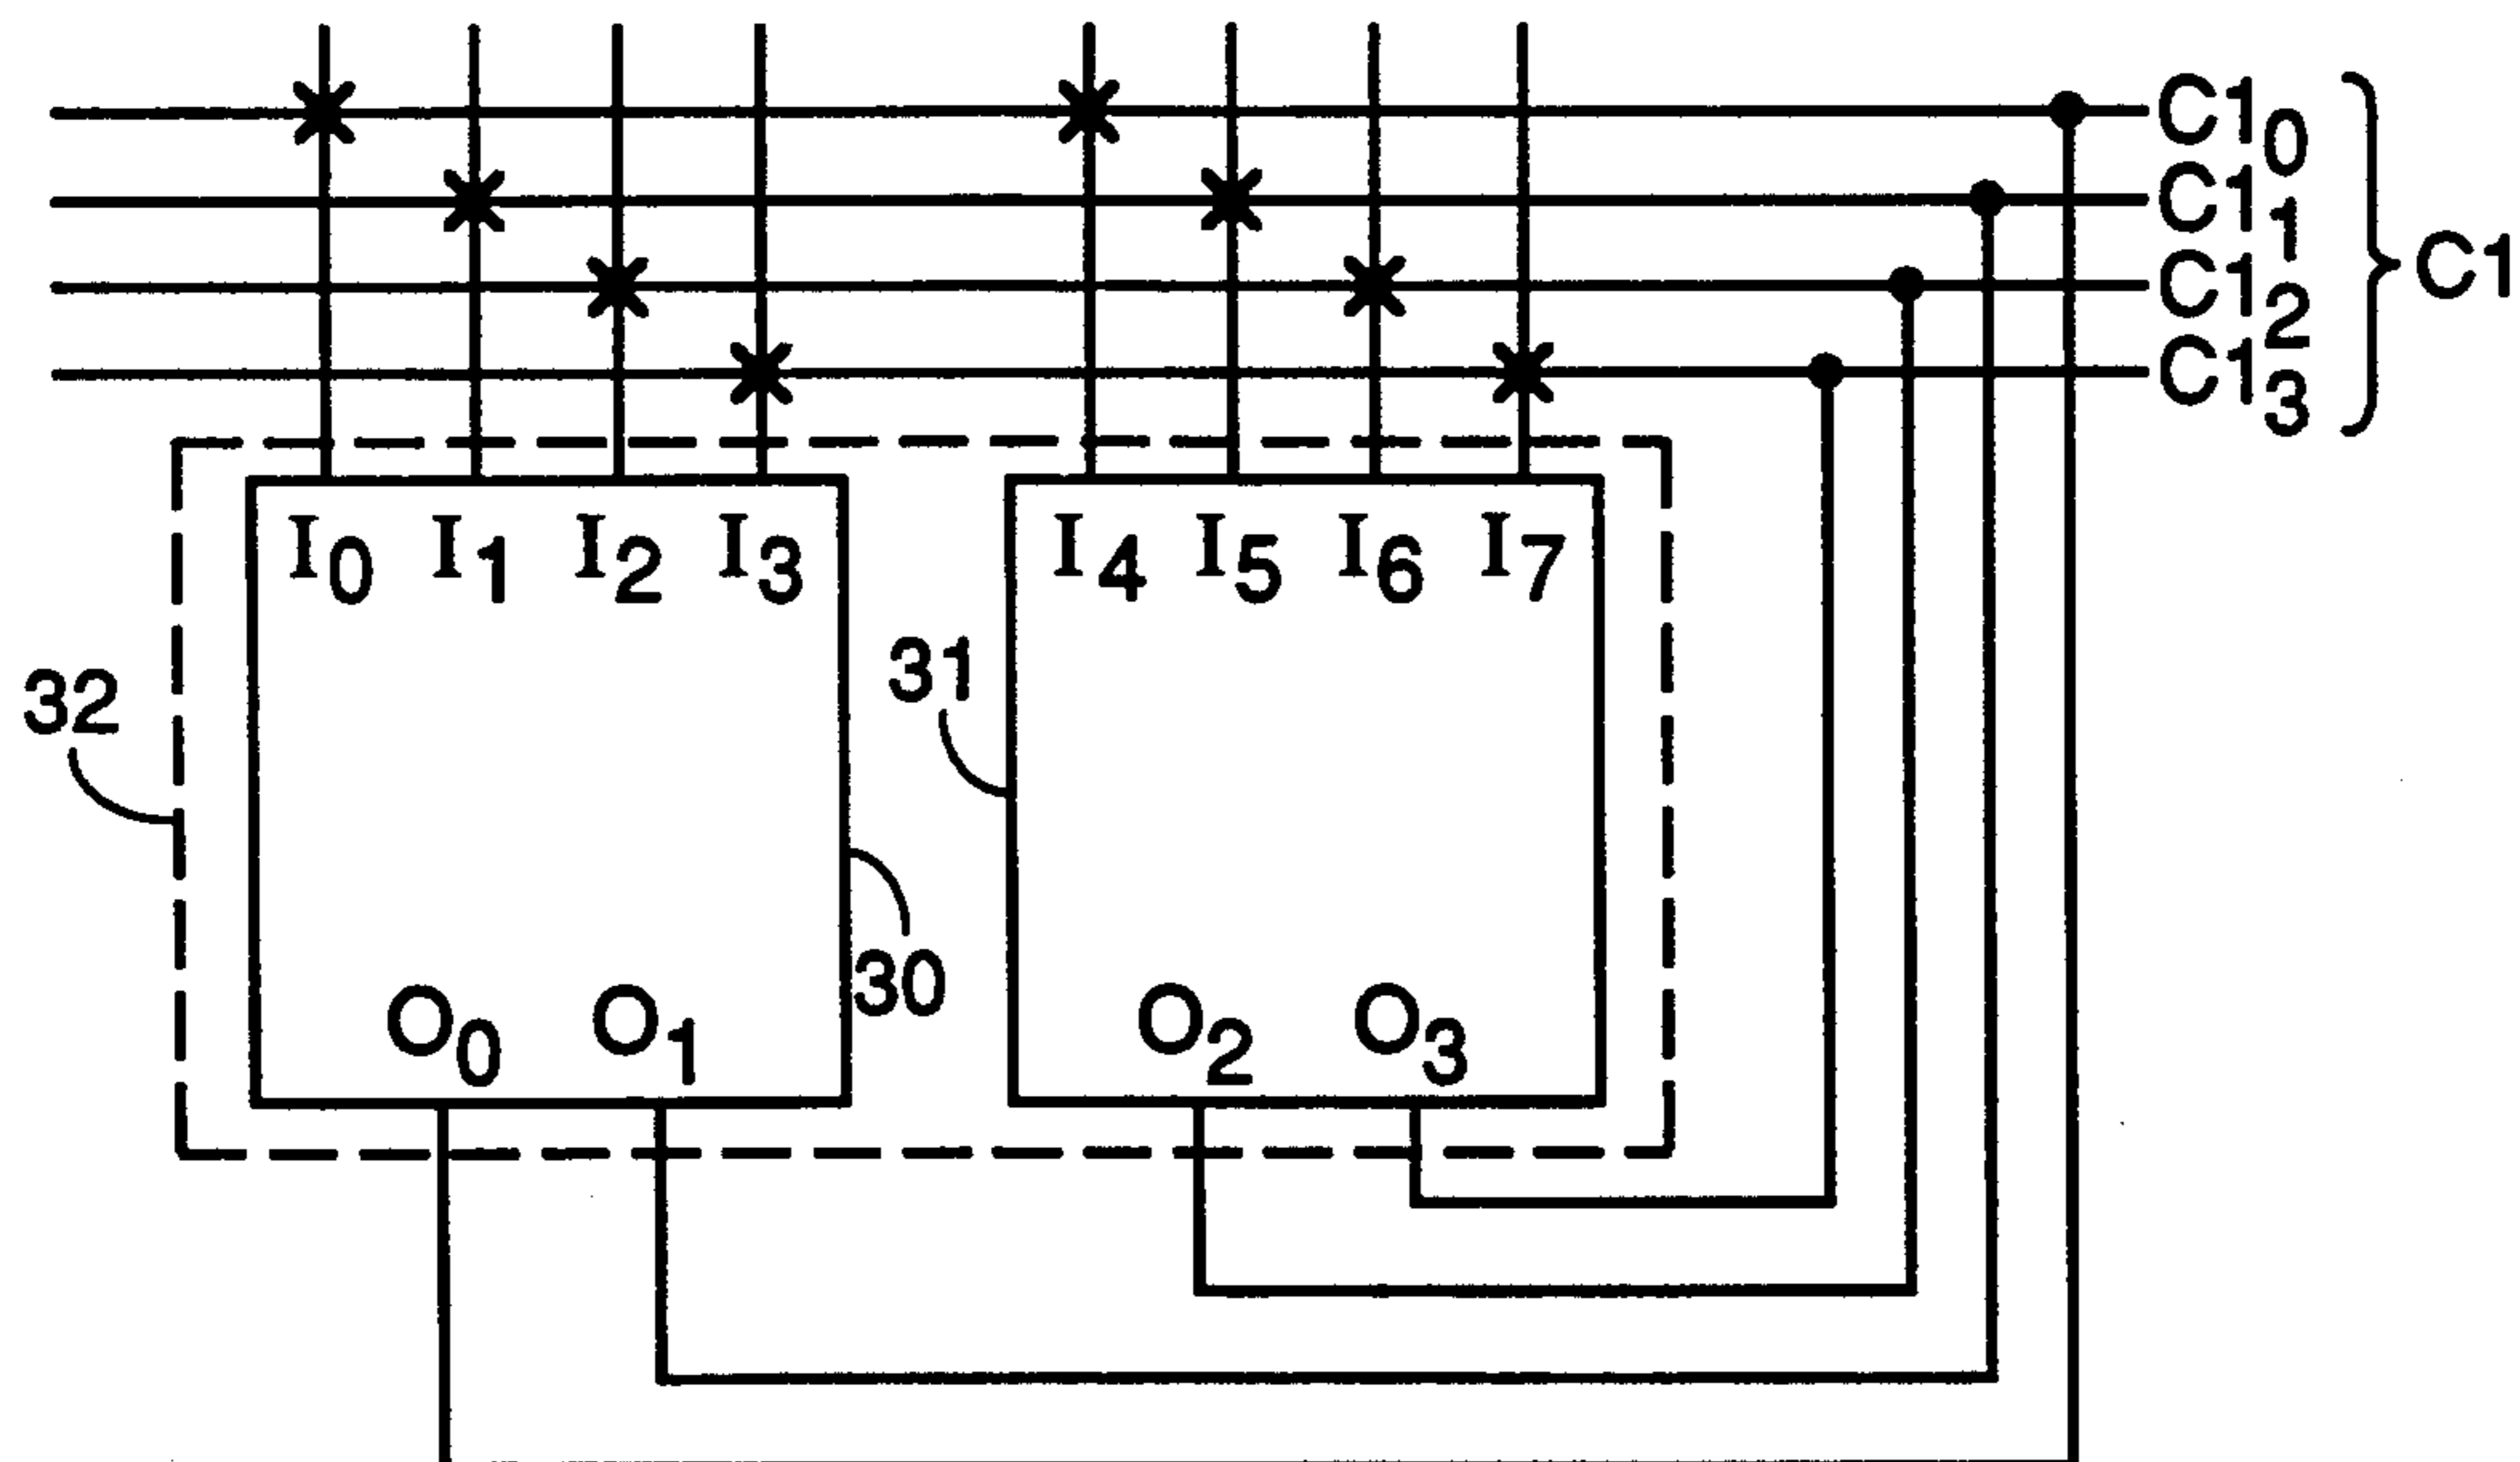 C1₀
C1₁
C1₂
C1₃
C1
I₀ I₁ I₂ I₃
I₄ I₅ I₆ I₇
31
32
30
O₀ O₁
O₂ O₃